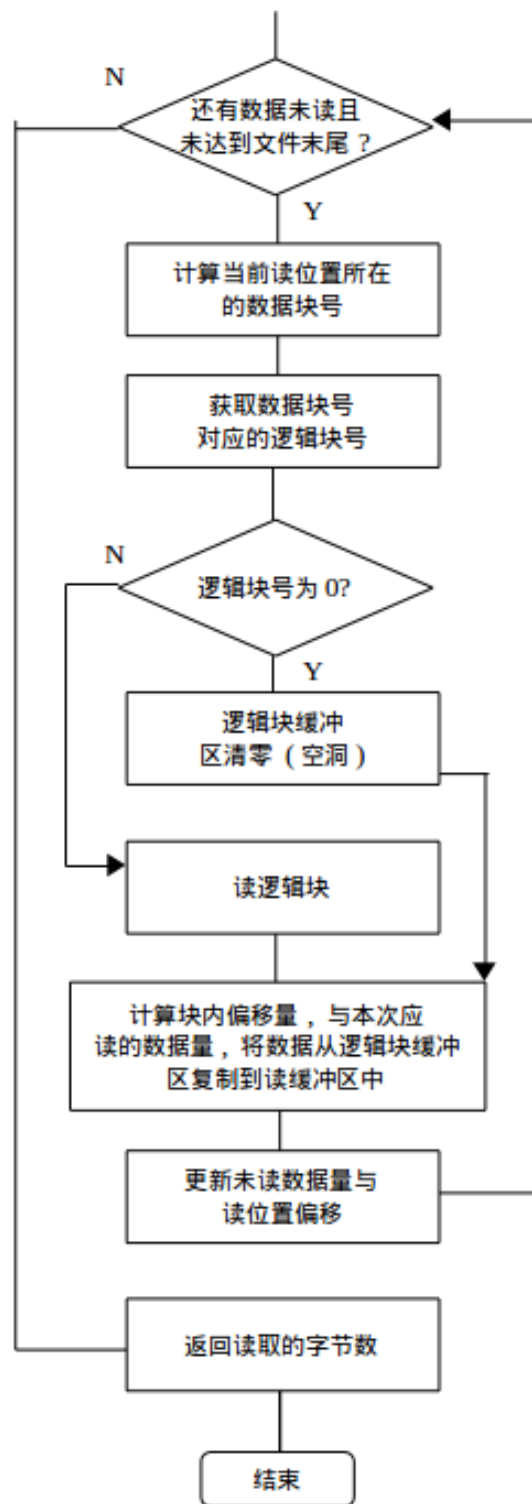 N
还有数据未读且
未达到文件末尾？
Y
计算当前读位置所在
的数据块号
获取数据块号
对应的逻辑块号
N
逻辑块号为 0?
Y
逻辑块缓冲
区清零（空洞）
读逻辑块
计算块内偏移量，与本次应
读的数据量，将数据从逻辑块缓冲
区复制到读缓冲区中
更新未读数据量与
读位置偏移
返回读取的字节数
结束